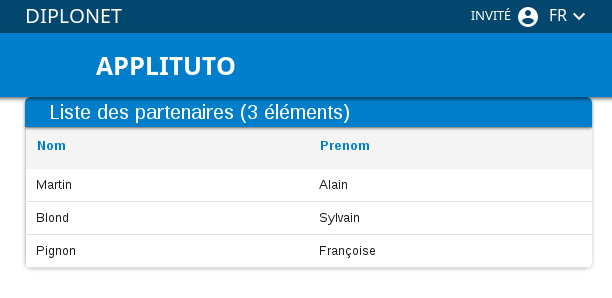 DIPLONET INVITÉ FR
APPLITUTO
Liste des partenaires (3 éléments)
Nom Prenom
Martin Alain
Blond Sylvain
Pignon Françoise